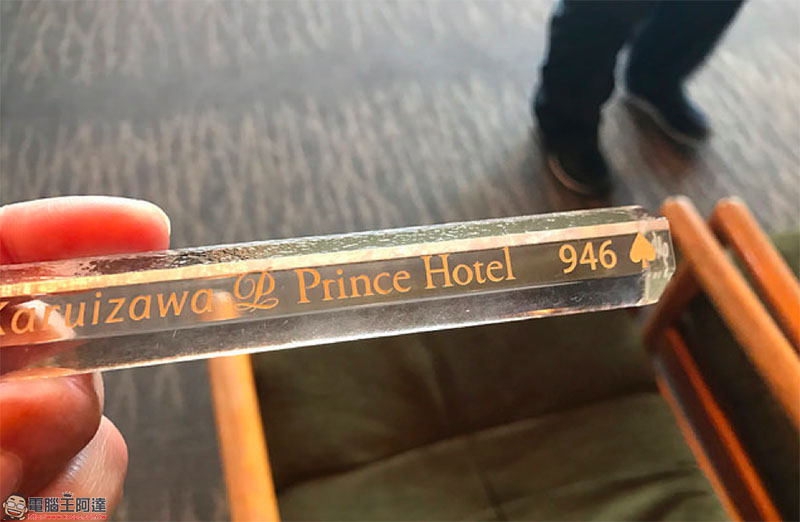 Karuizawa P Prince Hotel 946
電腦王阿達